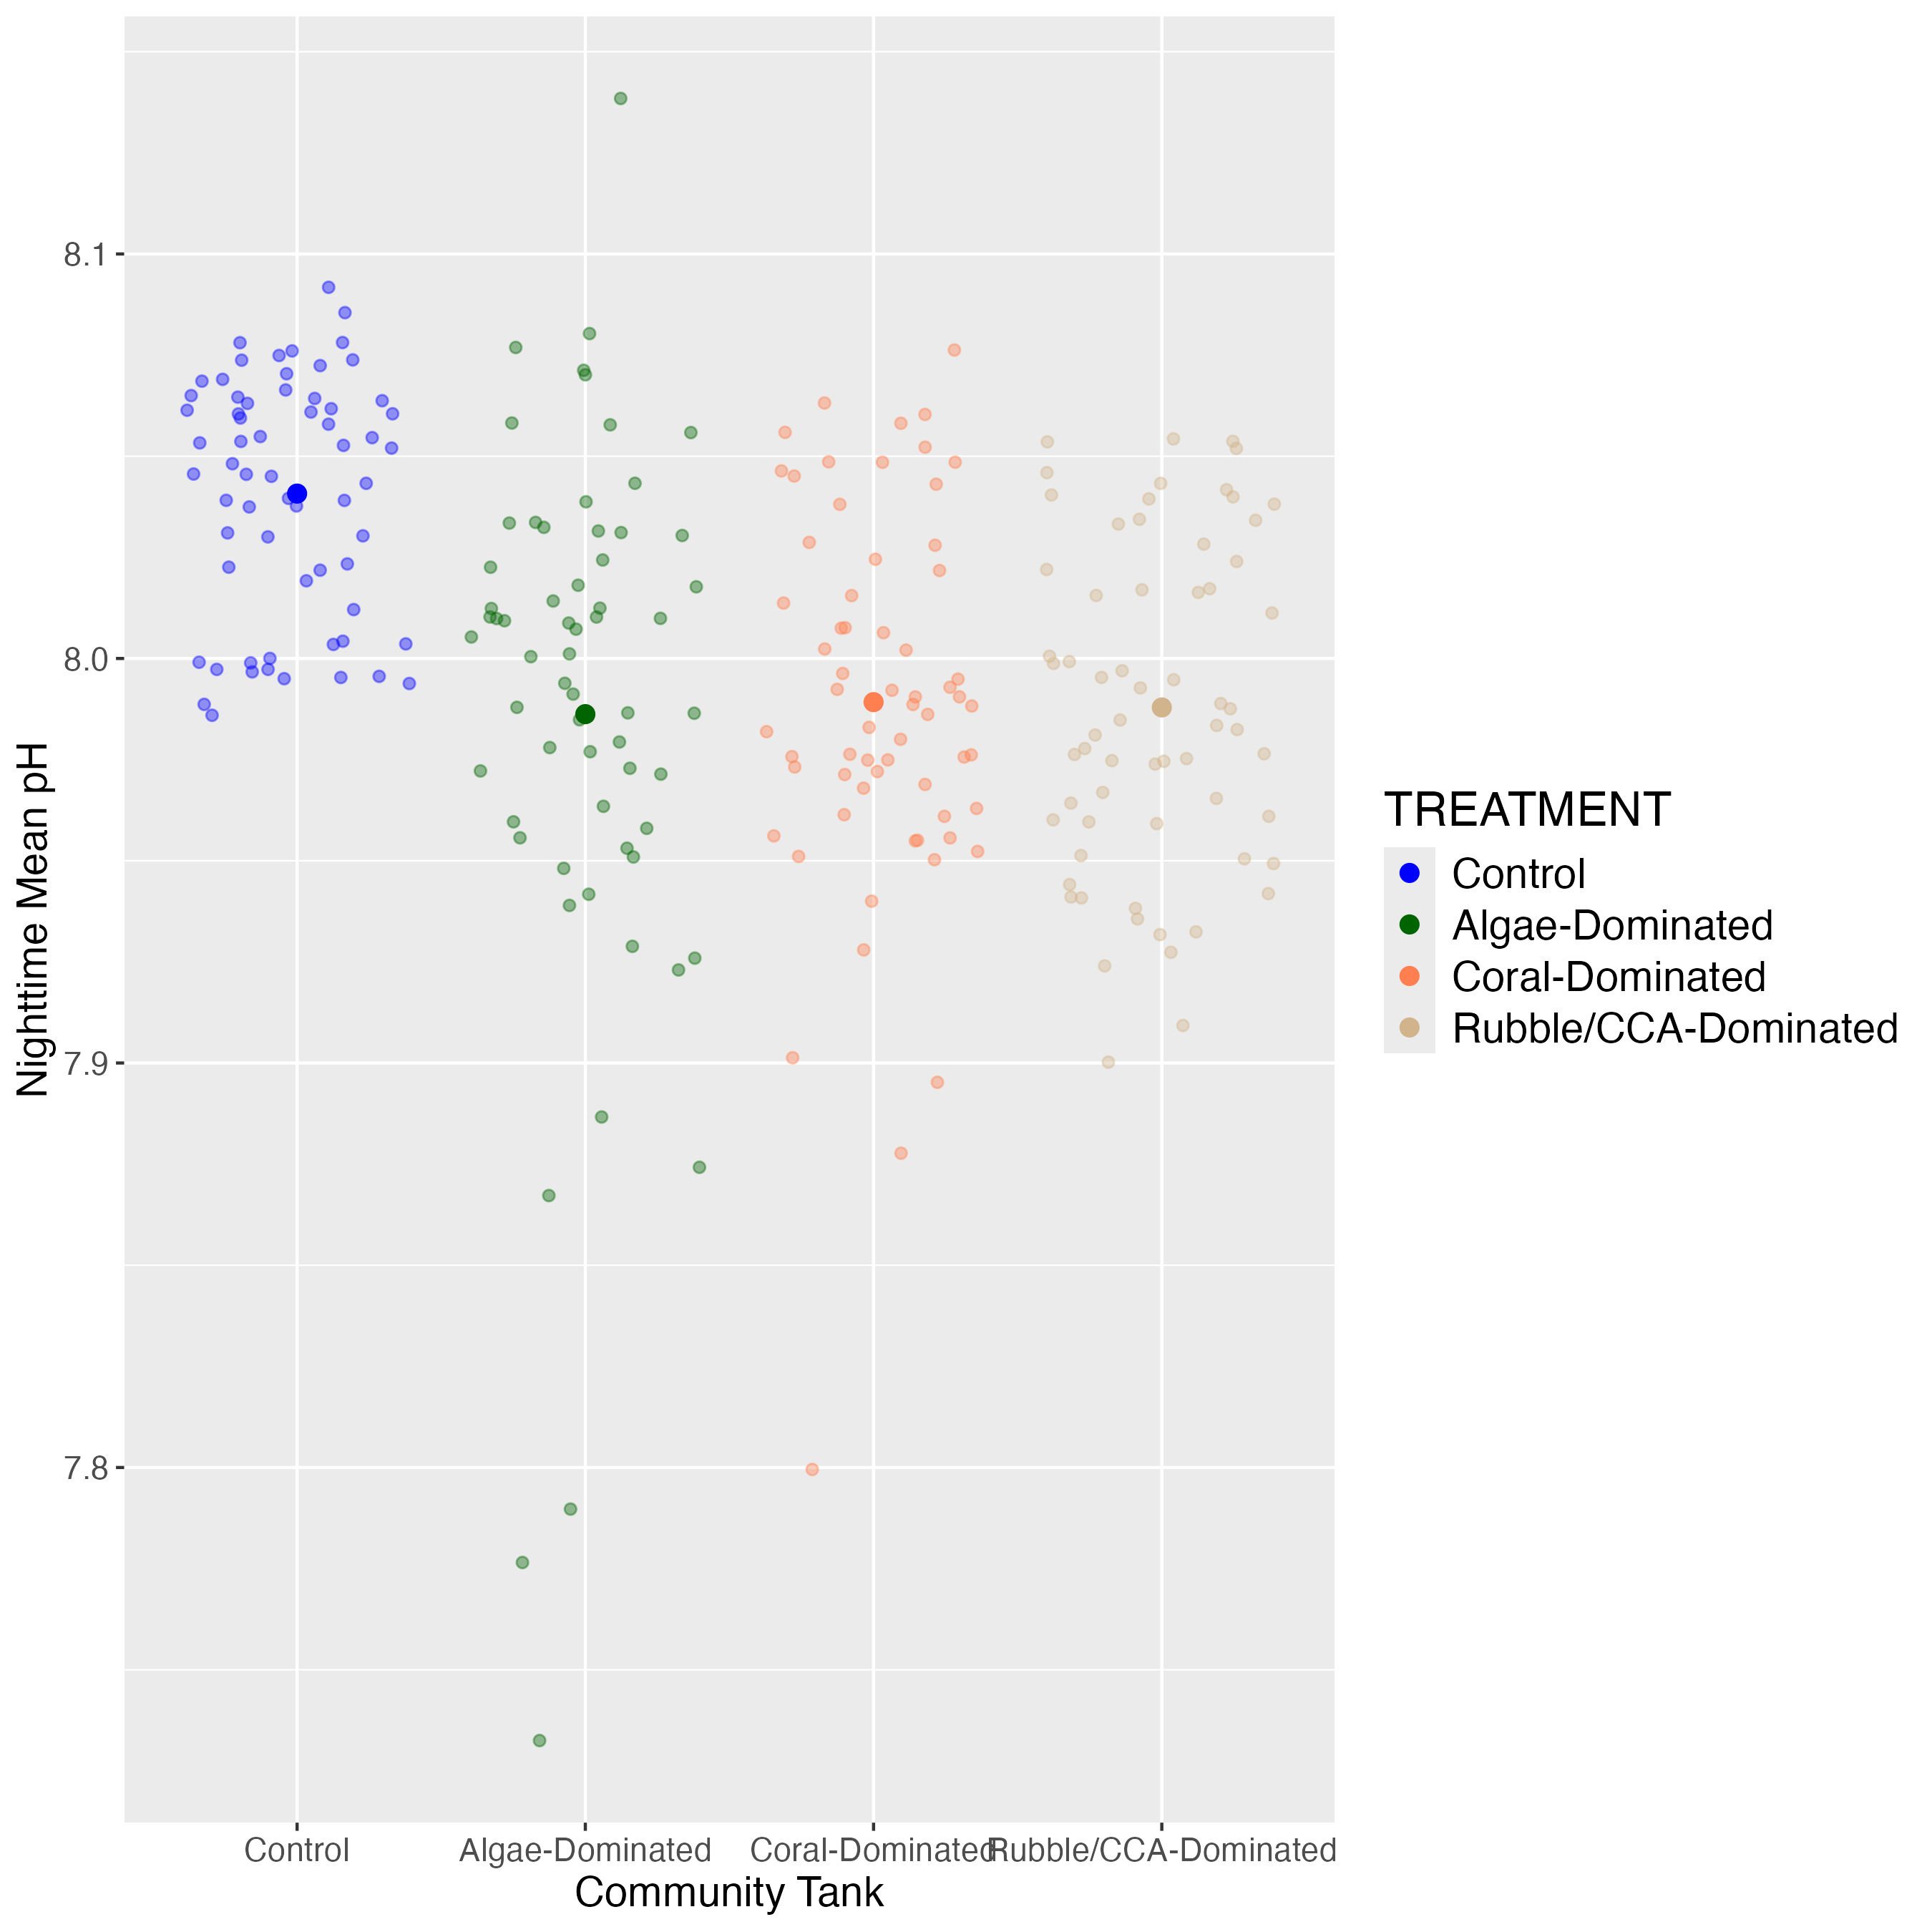 Nighttime Mean pH
8.1
8.0
7.9
7.8
Control
Algae-Dominated
Coral-Dominated
Rubble/CCA-Dominated
Community Tank
TREATMENT
Control
Algae-Dominated
Coral-Dominated
Rubble/CCA-Dominated